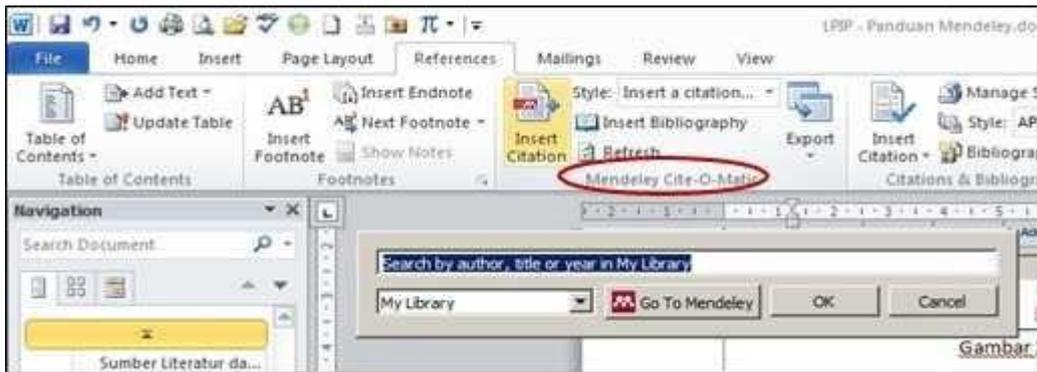 LPIP - Panduan Mendeley.do
File Home Insert Page Layout References Mailings Review View
Table of Contents
Add Text
Update Table
Table of Contents
AB¹
Insert Footnote
Insert Endnote
Next Footnote
Show Notes
Footnotes
Insert Citation
Style: Insert a citation...
Insert Bibliography
Refresh
Mendeley Cite-O-Matic
Export
Insert Citation
Manage S
Style: AP
Bibliogra
Citations & Bibliogr
Navigation
Search Document
Sumber Literatur da...
Search by author, title or year in My Library
My Library
Go To Mendeley
OK
Cancel
Gambar